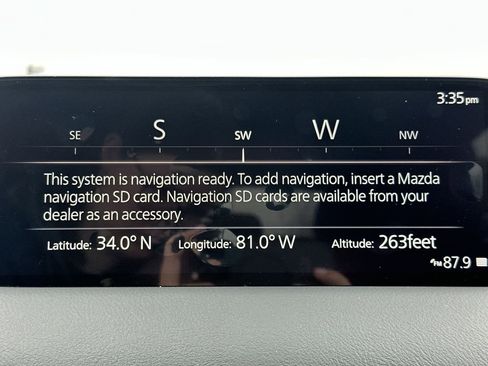 3:35pm
SE S SW W NW
This system is navigation ready. To add navigation, insert a Mazda
navigation SD card. Navigation SD cards are available from your
dealer as an accessory.
Latitude: 34.0° N Longitude: 81.0° W Altitude: 263feet
FM 87.9